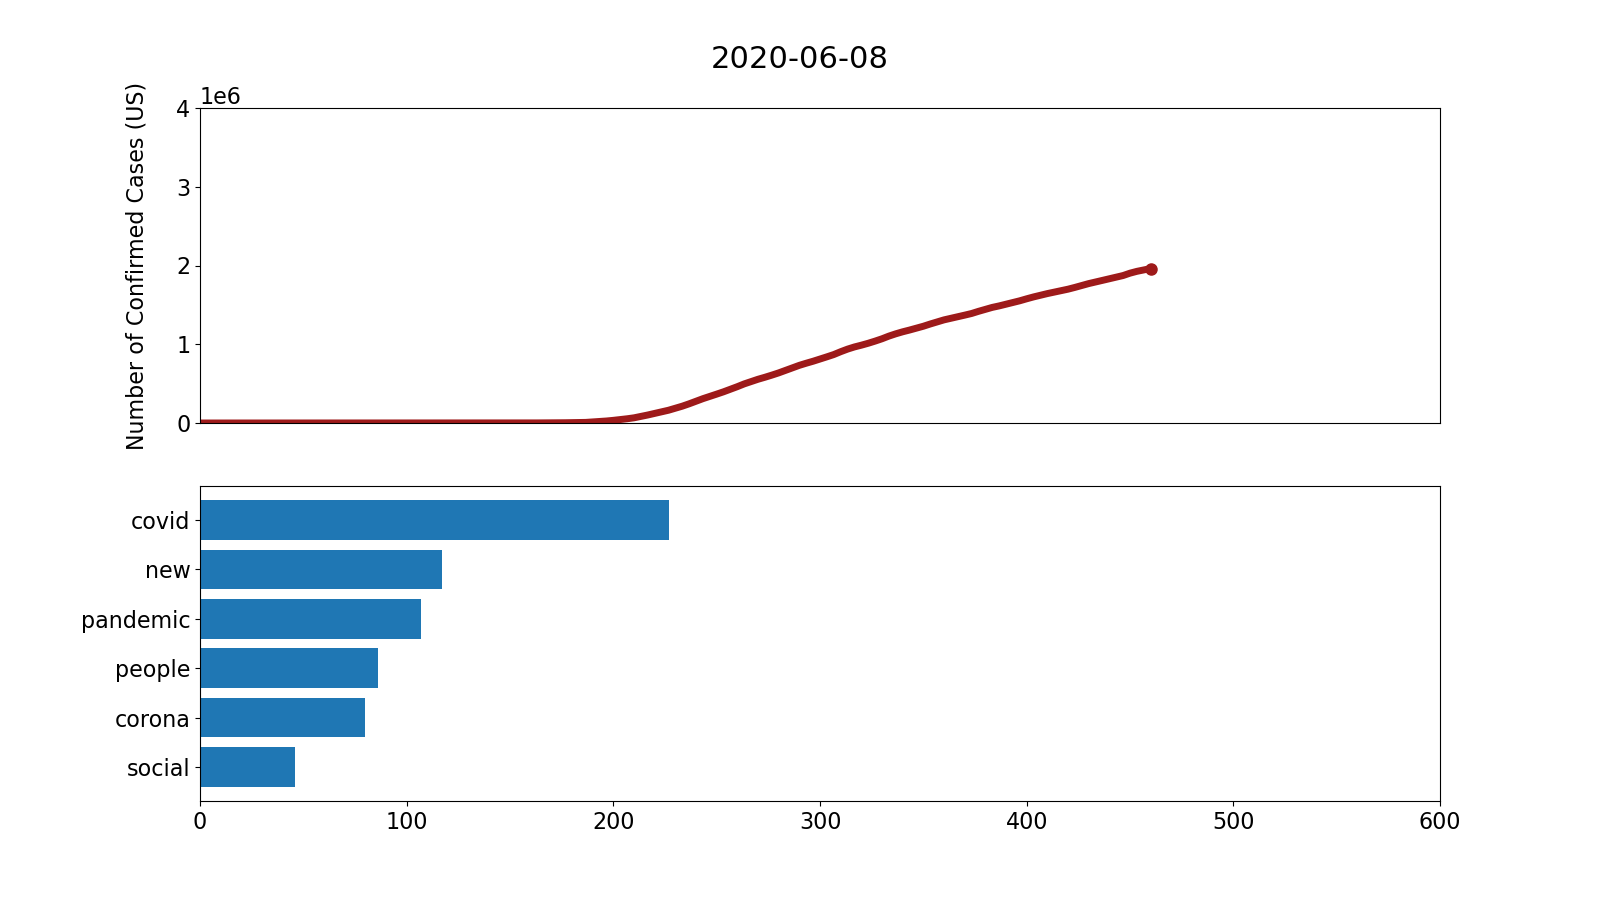 2020-06-08
1e6
Number of Confirmed Cases (US)
4
3
2
1
0
covid
new
pandemic
people
corona
social
0 100 200 300 400 500 600